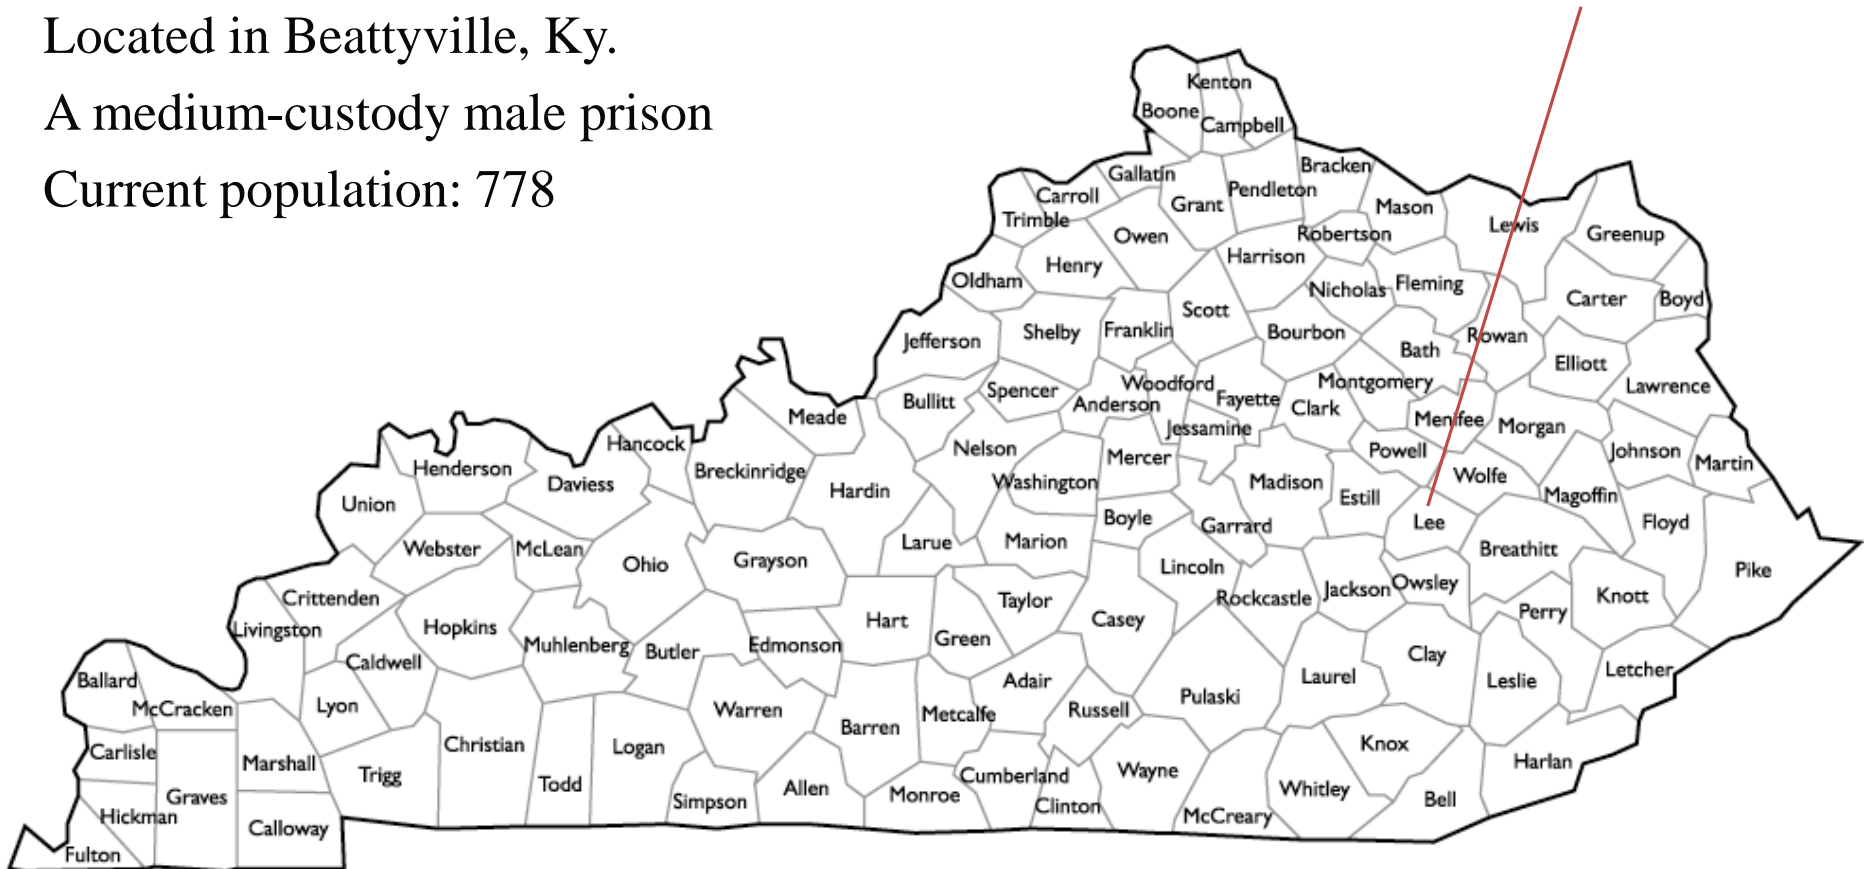 Located in Beattyville, Ky.
A medium-custody male prison
Current population: 778
Kenton
Boone
Campbell
Bracken
Gallatin
Pendleton
Carroll
Grant
Mason
Trimble
Lewis
Owen
Robertson
Greenup
Harrison
Henry
Oldham
Nicholas
Fleming
Carter
Boyd
Scott
Shelby
Franklin
Bourbon
Rowan
Jefferson
Bath
Elliott
Woodford
Montgomery
Lawrence
Spencer
Fayette
Bullitt
Anderson
Clark
Meade
Menifee
Morgan
Jessamine
Hancock
Nelson
Powell
Johnson
Mercer
Martin
Henderson
Breckinridge
Wolfe
Daviess
Washington
Madison
Hardin
Estill
Magoffin
Union
Boyle
Garrard
Lee
Floyd
Larue
Marion
Webster
McLean
Breathitt
Grayson
Ohio
Lincoln
Pike
Owsley
Jackson
Crittenden
Rockcastle
Knott
Taylor
Perry
Livingston
Hopkins
Hart
Casey
Green
Muhlenberg
Edmonson
Butler
Clay
Caldwell
Letcher
Ballard
Adair
Laurel
Leslie
Pulaski
McCracken
Lyon
Warren
Russell
Metcalfe
Barren
Christian
Logan
Knox
Carlisle
Marshall
Harlan
Trigg
Cumberland
Wayne
Todd
Allen
Whitley
Graves
Monroe
Simpson
Bell
Clinton
Hickman
McCreary
Calloway
Fulton